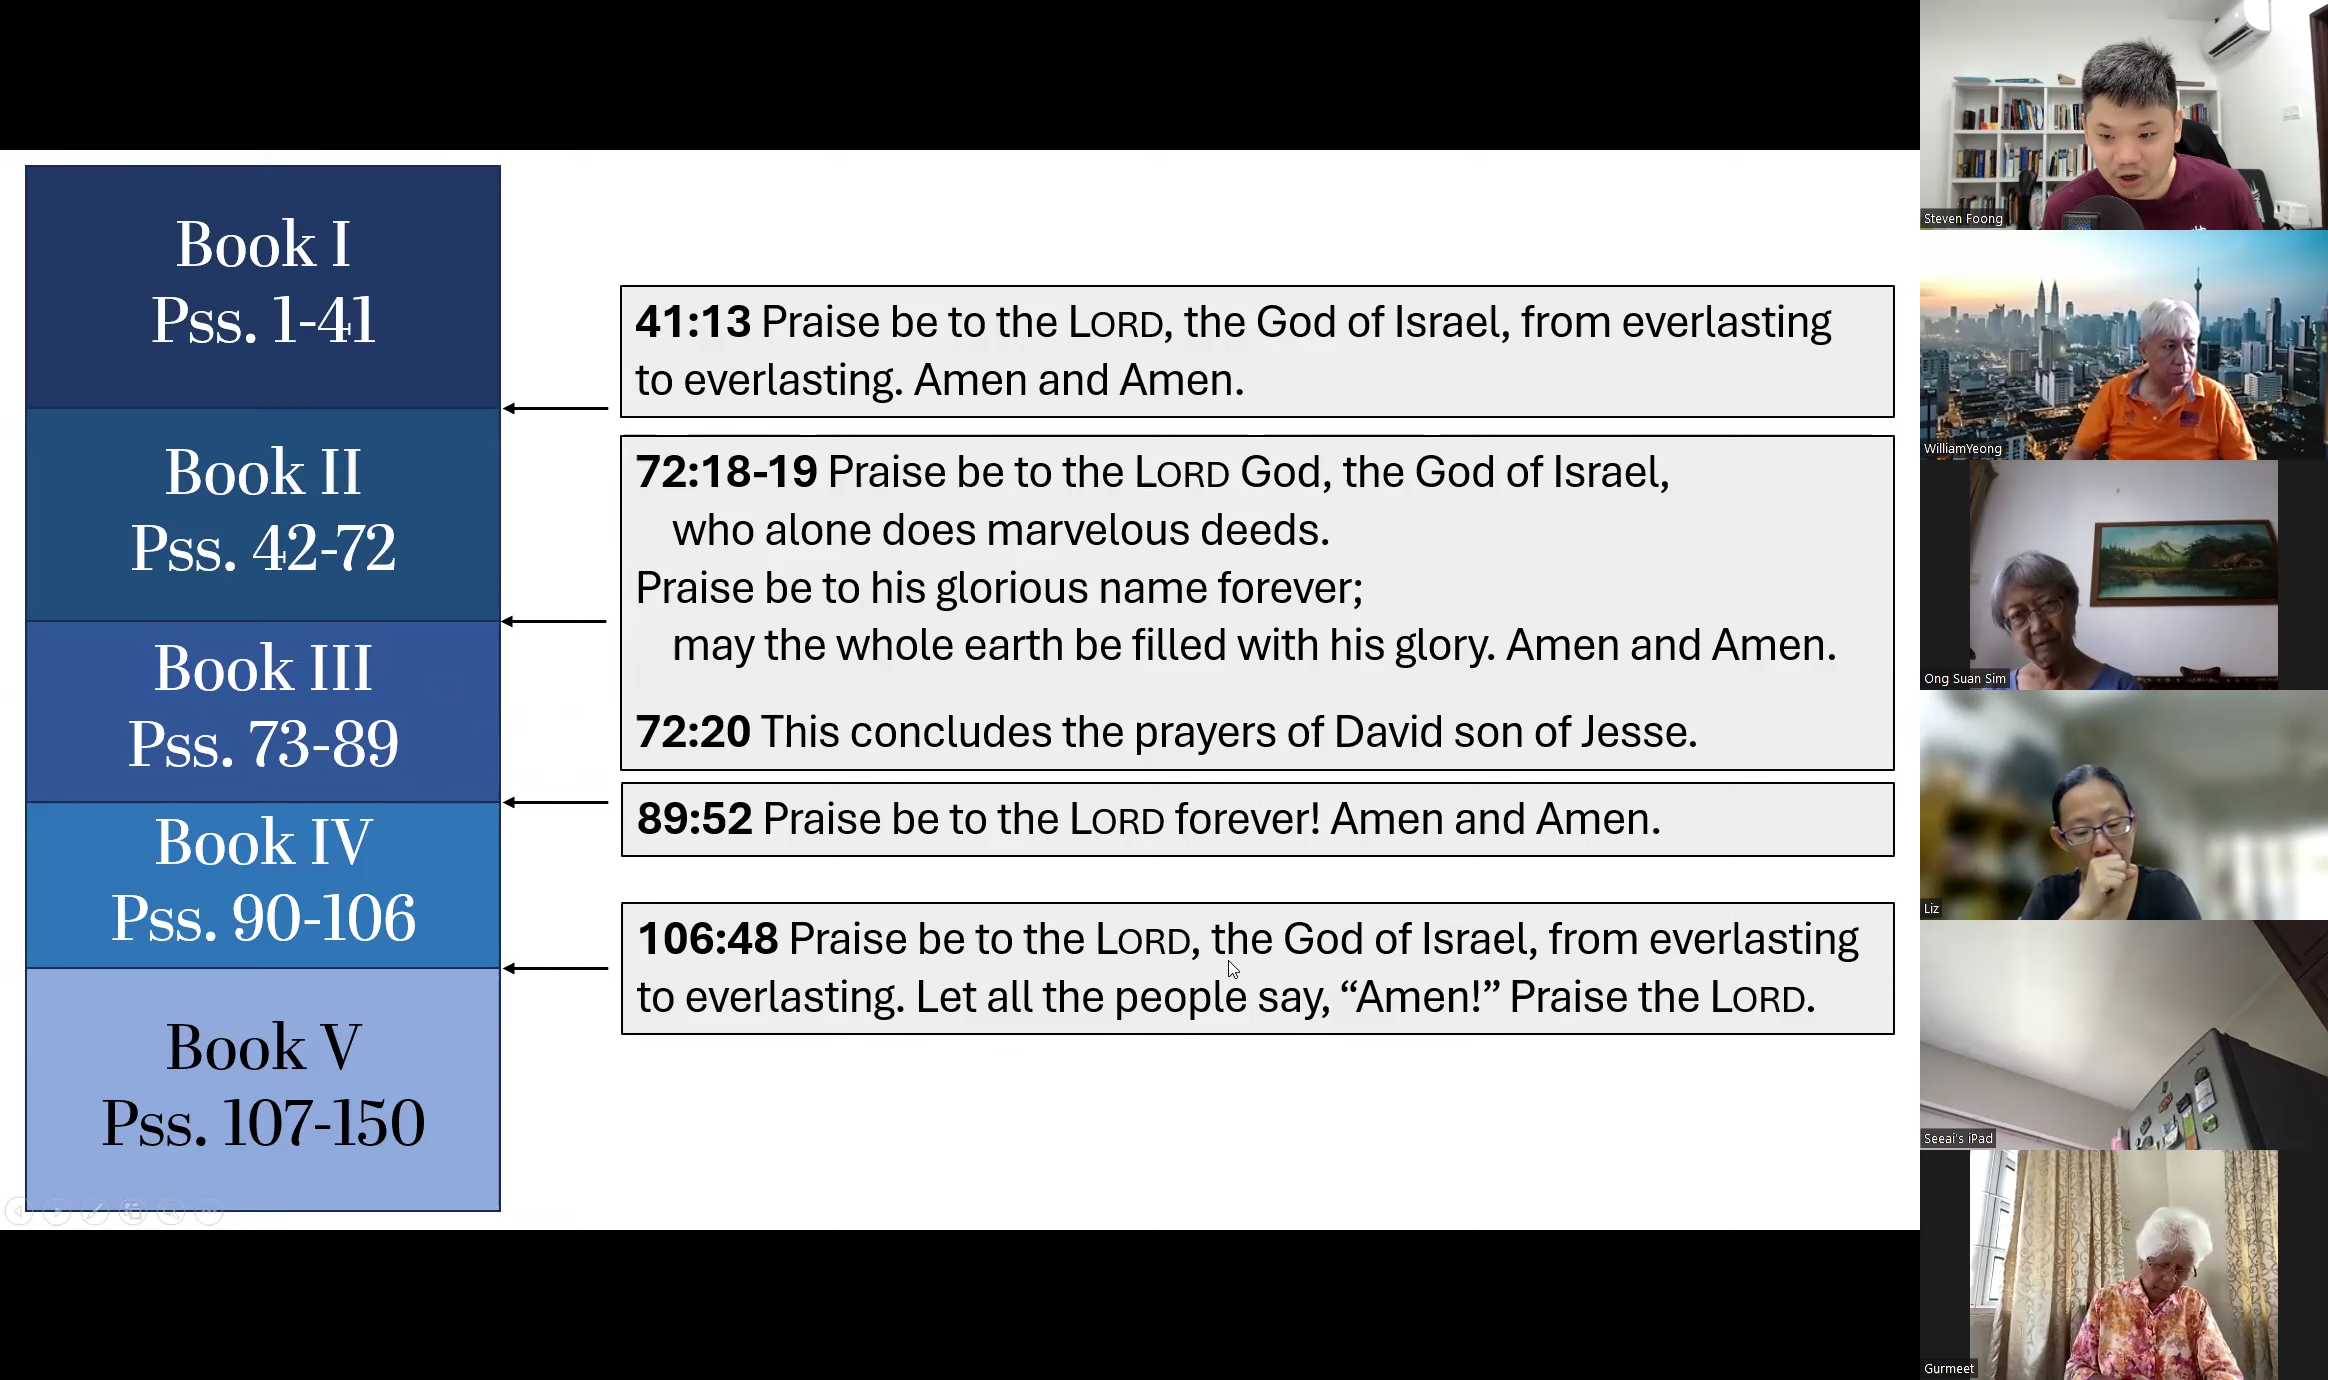 Book I
Pss. 1-41
Book II
Pss. 42-72
Book III
Pss. 73-89
Book IV
Pss. 90-106
Book V
Pss. 107-150
41:13 Praise be to the LORD, the God of Israel, from everlasting
to everlasting. Amen and Amen.
72:18-19 Praise be to the LORD God, the God of Israel,
who alone does marvelous deeds.
Praise be to his glorious name forever;
may the whole earth be filled with his glory. Amen and Amen.
72:20 This concludes the prayers of David son of Jesse.
89:52 Praise be to the LORD forever! Amen and Amen.
106:48 Praise be to the LORD, the God of Israel, from everlasting
to everlasting. Let all the people say, “Amen!” Praise the LORD.
Steven Foong
WilliamYeong
Ong Suan Sim
Liz
Seeai's iPad
Gurmeet